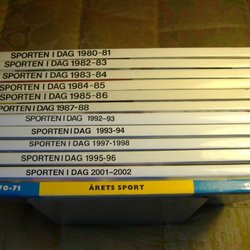 SPORTEN I DAG 1980-81
SPORTEN I DAG 1982-83
SPORTEN I DAG 1983-84
SPORTEN I DAG 1984-85
SPORTEN I DAG 1985-86
SPORTEN I DAG 1987-88
SPORTEN I DAG 1992-93
SPORTEN I DAG 1993-94
SPORTEN I DAG 1997-1998
SPORTEN I DAG 1995-96
SPORTEN I DAG 2001-2002
70-71 ÅRETS SPORT